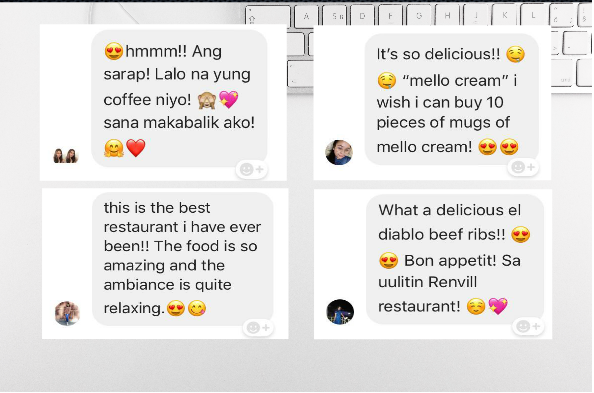 😍hmmm!! Ang
sarap! Lalo na yung
coffee niyo! 🙈💖
sana makabalik ako!
🤗❤️
It's so delicious!! 🤤
🤤 “mello cream” i
wish i can buy 10
pieces of mugs of
mello cream! 😍😍
this is the best
restaurant i have ever
been!! The food is so
amazing and the
ambiance is quite
relaxing.😍😋
What a delicious el
diablo beef ribs!! 😍
😍 Bon appetit! Sa
uulitin Renvill
restaurant! ☺️💖